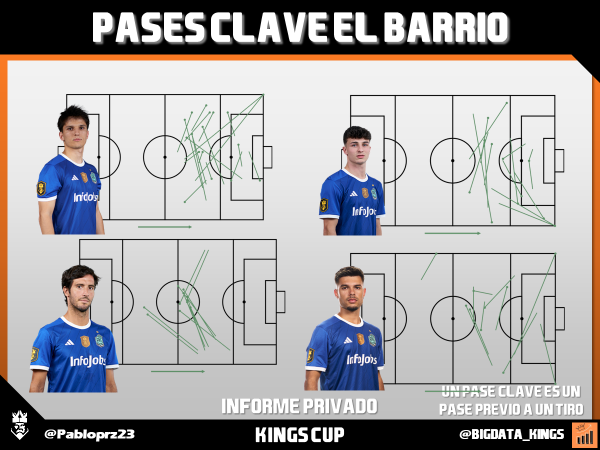 PASES CLAVE EL BARRIO
InfoJobs
InfoJobs
InfoJobs
InfoJobs
INFORME PRIVADO
UN PASE CLAVE ES UN
PASE PREVIO A UN TIRO
@Pabloprz23
KINGS CUP
@BIGDATA_KINGS